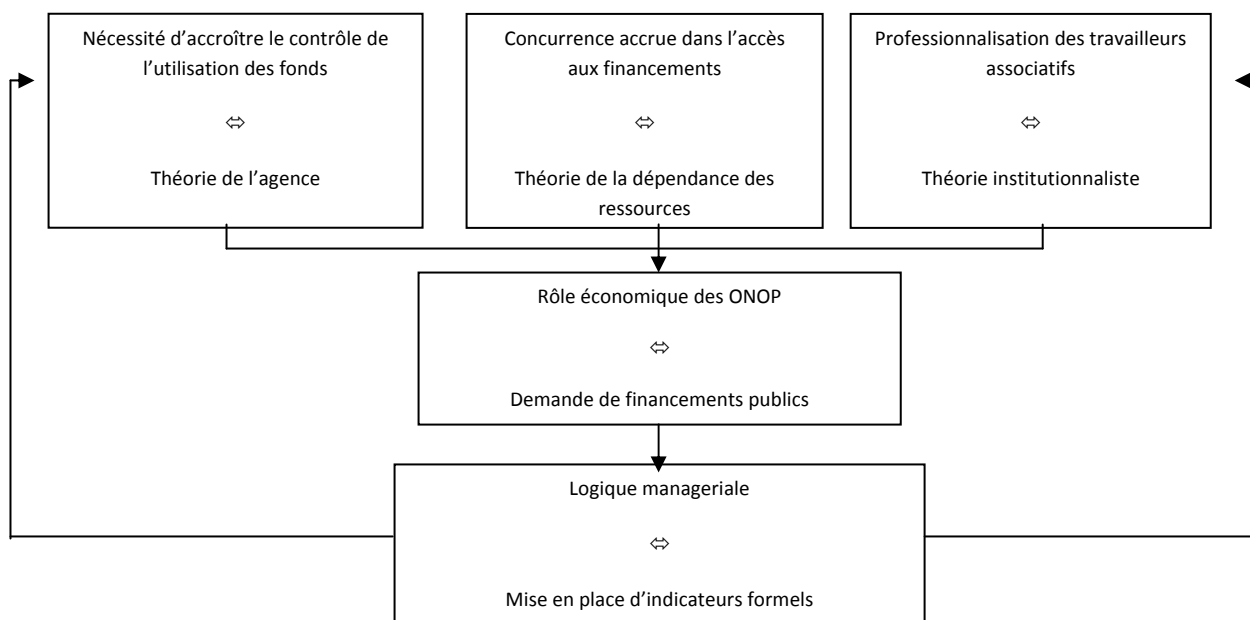 Nécessité d'accroître le contrôle de
l'utilisation des fonds
⬄
Théorie de l'agence
Concurrence accrue dans l'accès
aux financements
⬄
Théorie de la dépendance des
ressources
Professionnalisation des travailleurs
associatifs
⬄
Théorie institutionnaliste
Rôle économique des ONOP
⬄
Demande de financements publics
Logique manageriale
⬄
Mise en place d'indicateurs formels